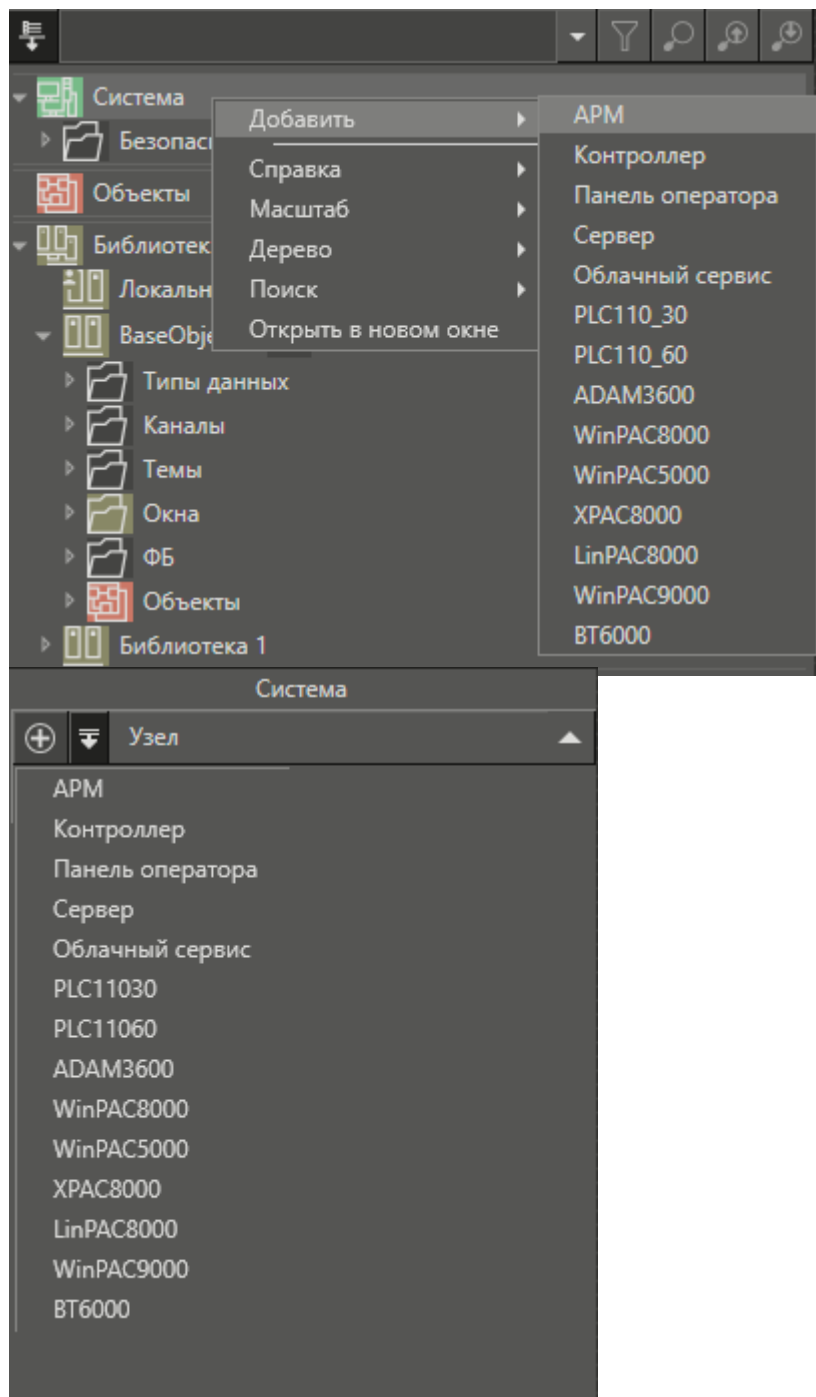 Система
Безопас
Объекты
Библиотек
Локальн
BaseObje
Типы данных
Каналы
Темы
Окна
ФБ
Объекты
Библиотека 1
Добавить
Справка
Масштаб
Дерево
Поиск
Открыть в новом окне
АРМ
Контроллер
Панель оператора
Сервер
Облачный сервис
PLC110_30
PLC110_60
ADAM3600
WinPAC8000
WinPAC5000
XPAC8000
LinPAC8000
WinPAC9000
BT6000
Система
Узел
АРМ
Контроллер
Панель оператора
Сервер
Облачный сервис
PLC11030
PLC11060
ADAM3600
WinPAC8000
WinPAC5000
XPAC8000
LinPAC8000
WinPAC9000
BT6000